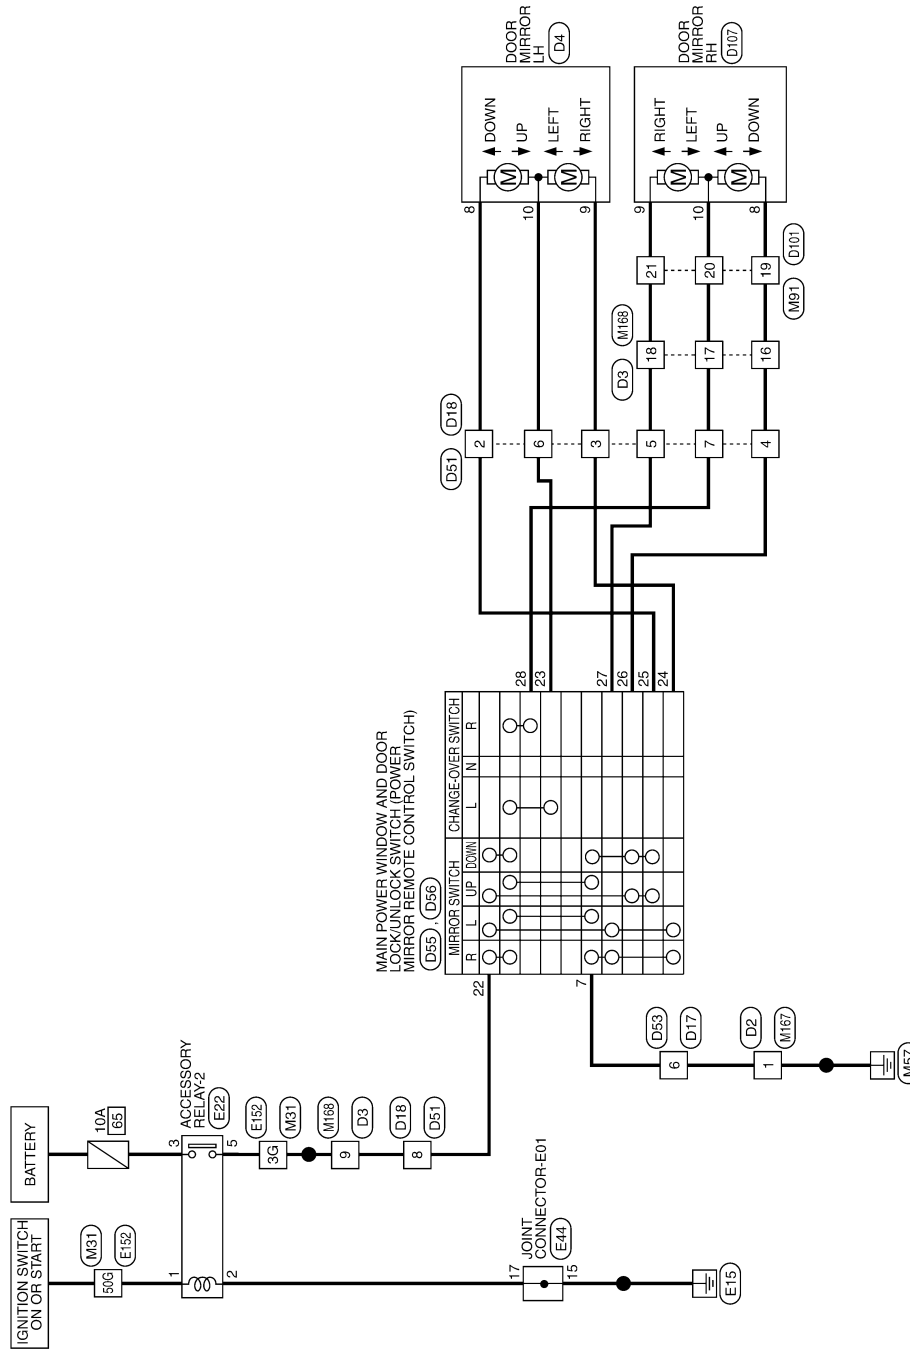 IGNITION SWITCH
ON OR START
BATTERY
50G
M31
E152
10A
65
1
2
3
5
ACCESSORY
RELAY-2
E22
3G
E152
M31
9
M168
D3
8
D18
D51
17
15
JOINT
CONNECTOR-E01
E44
E15
MAIN POWER WINDOW AND DOOR
LOCK/UNLOCK SWITCH (POWER
MIRROR REMOTE CONTROL SWITCH)
D55 , D56
MIRROR SWITCH
CHANGE-OVER SWITCH
R
L
UP
DOWN
L
N
R
22
7
28
23
27
26
25
24
6
D53
D17
1
D2
M167
M57
D51
D18
2
6
3
5
7
4
D3
M168
18
17
16
M91
D101
21
20
19
8
10
9
DOWN
UP
LEFT
RIGHT
M
M
DOOR
MIRROR
LH
D4
9
10
8
RIGHT
LEFT
UP
DOWN
M
M
DOOR
MIRROR
RH
D107